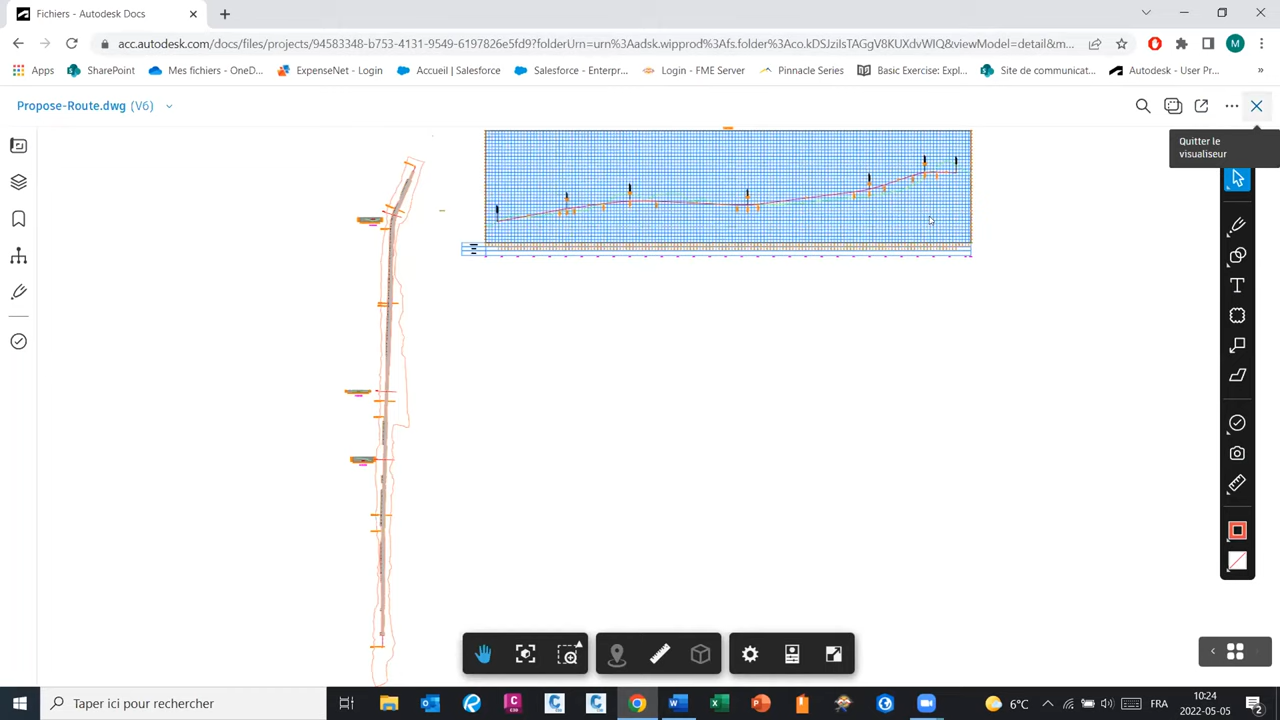 Fichiers - Autodesk Docs
acc.autodesk.com/docs/files/projects/94583348-b753-4131-9549-6197826e5fd9?folderUrn=urn%3Aadsk.wipprod%3Afs.folder%3Aco.kDSJziIsTAGgV8KUXdvWIQ&viewModel=detail&m...
M
Apps SharePoint Mes fichiers - OneD... ExpenseNet - Login Accueil | Salesforce Salesforce - Enterpr... Login - FME Server Pinnacle Series Basic Exercise: Expl... Site de communicat... Autodesk - User Pr... »
Propose-Route.dwg (V6)
Quitter le
visualiseur
T
Taper ici pour rechercher
6°C
FRA
10:24
2022-05-05
2